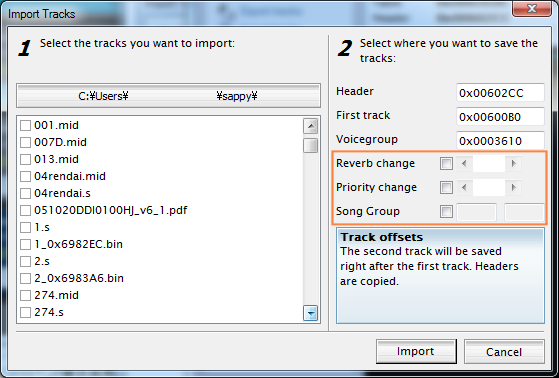 Import Tracks
1 Select the tracks you want to import:
C:¥Users¥ ¥sappy¥
001.mid
007D.mid
013.mid
04rendai.mid
04rendai.s
051020DDI0100HJ_v6_1.pdf
1.s
1_0x6982EC.bin
2.s
2_0x6983A6.bin
274.mid
274.s
2 Select where you want to save the
tracks:
Header 0x00602CC
First track 0x00600B0
Voicegroup 0x0003610
Reverb change
Priority change
Song Group
Track offsets
The second track will be saved
right after the first track. Headers
are copied.
Import Cancel